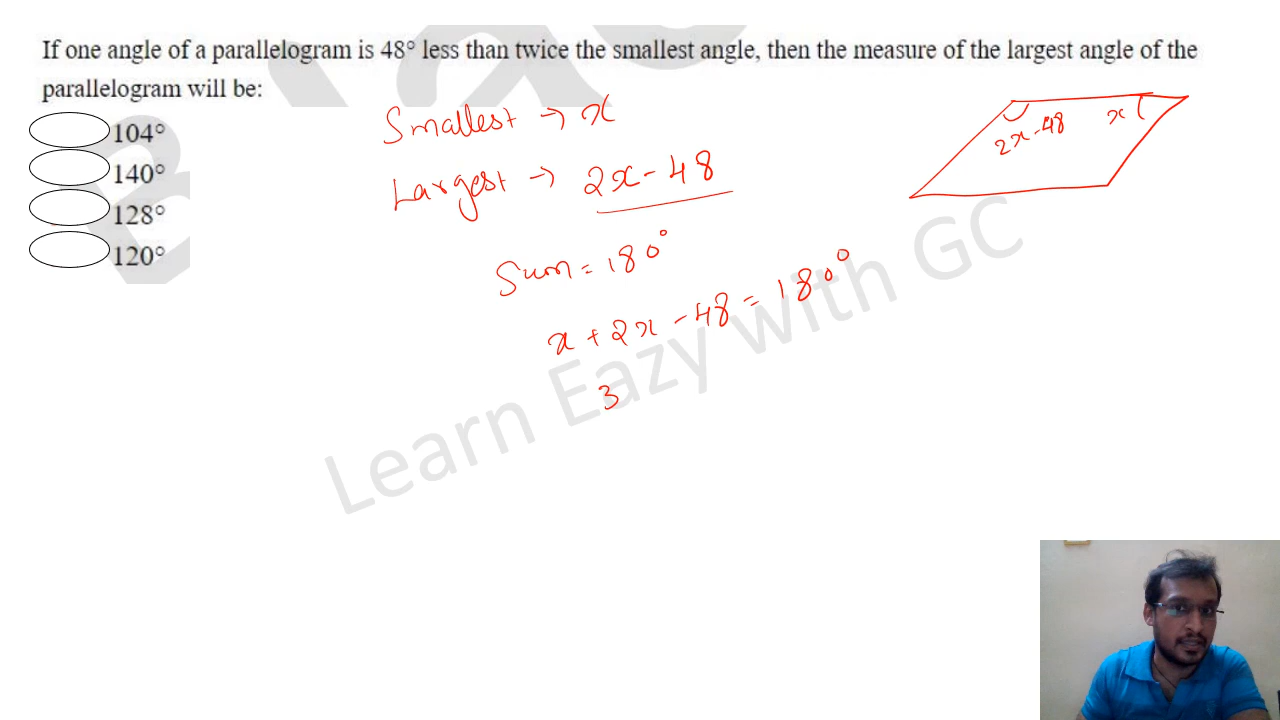 If one angle of a parallelogram is 48° less than twice the smallest angle, then the measure of the largest angle of the
parallelogram will be:
104°
140°
128°
120°
Smallest → x
Largest → 2x - 48
Sum = 180°
x + 2x - 48 = 180°
3
2x - 48
x
Learn Eazy with GC